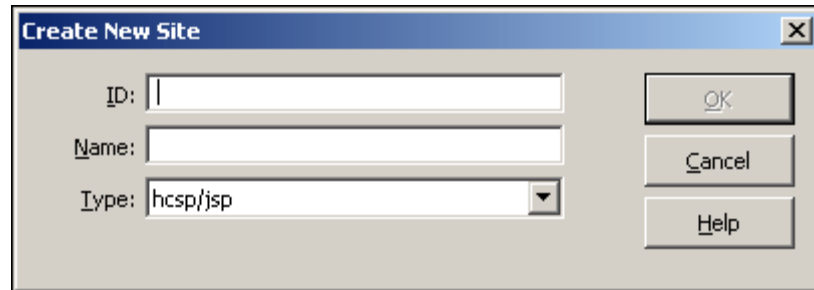 Create New Site
ID:
OK
Name:
Cancel
Type: hcsp/jsp
Help